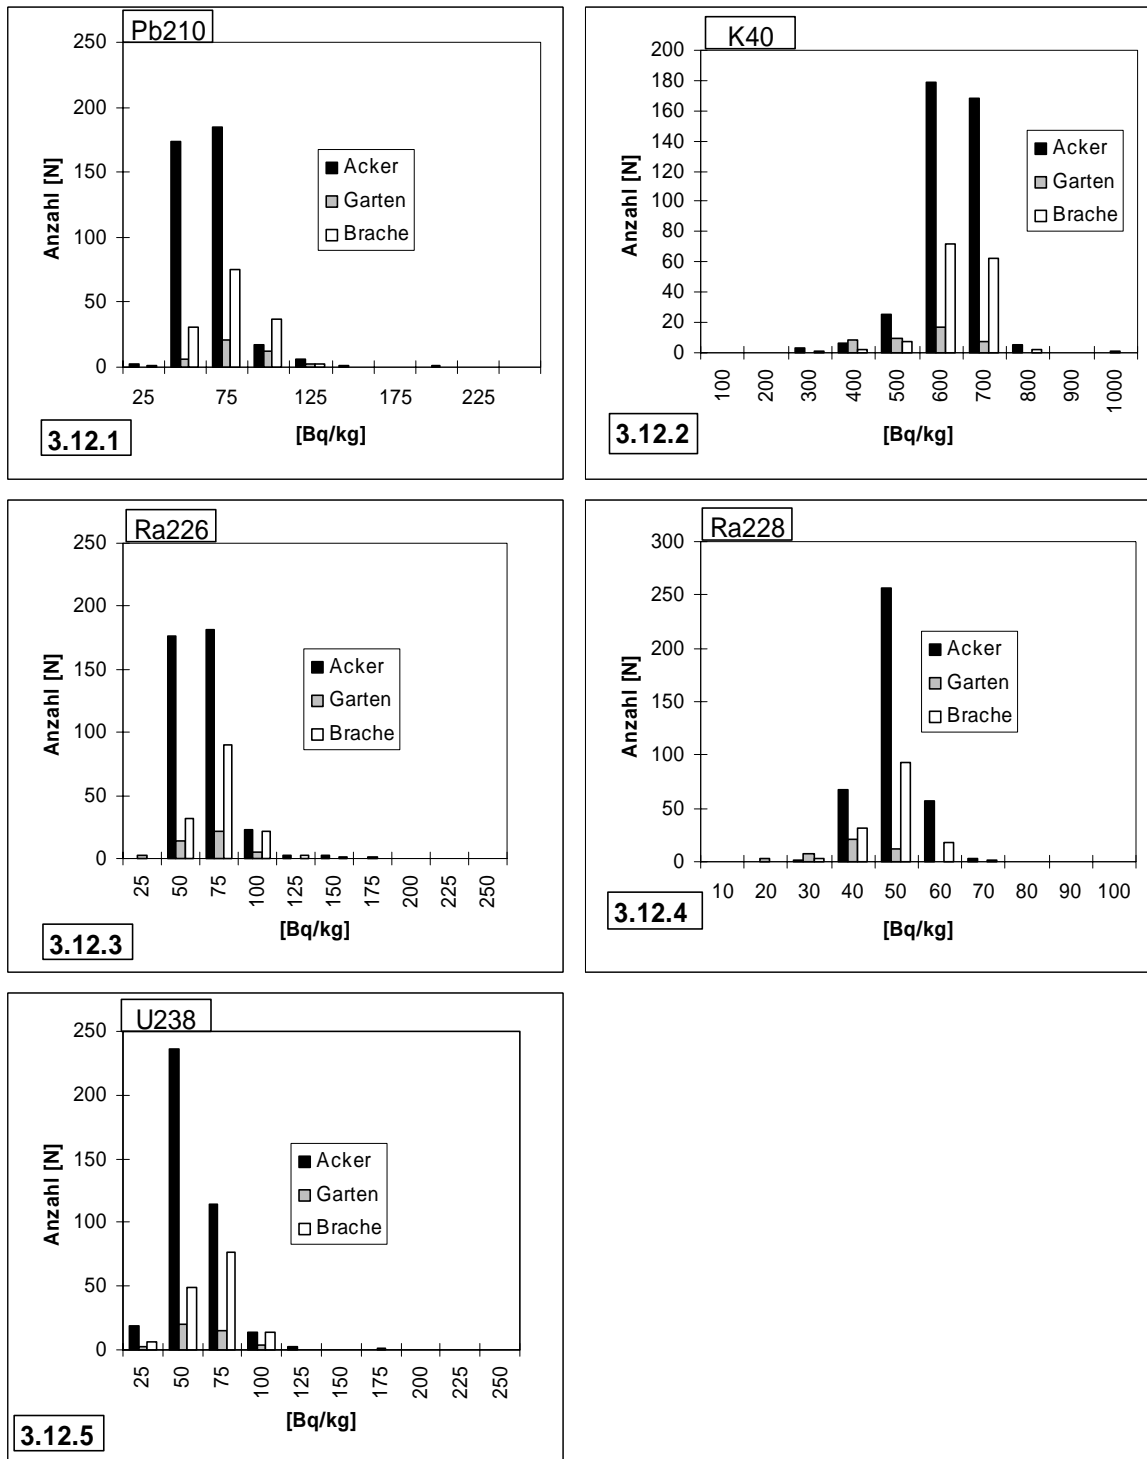 Pb210
250
200
150
100
50
0
Anzahl [N]
Acker
Garten
Brache
25 75 125 175 225
[Bq/kg]
3.12.1
K40
200
180
160
140
120
100
80
60
40
20
0
Anzahl [N]
Acker
Garten
Brache
100 200 300 400 500 600 700 800 900 1000
[Bq/kg]
3.12.2
Ra226
250
200
150
100
50
0
Anzahl [N]
Acker
Garten
Brache
25 50 75 100 125 150 175 200 225 250
[Bq/kg]
3.12.3
Ra228
300
250
200
150
100
50
0
Anzahl [N]
Acker
Garten
Brache
10 20 30 40 50 60 70 80 90 100
[Bq/kg]
3.12.4
U238
250
200
150
100
50
0
Anzahl [N]
Acker
Garten
Brache
25 50 75 100 125 150 175 200 225 250
[Bq/kg]
3.12.5